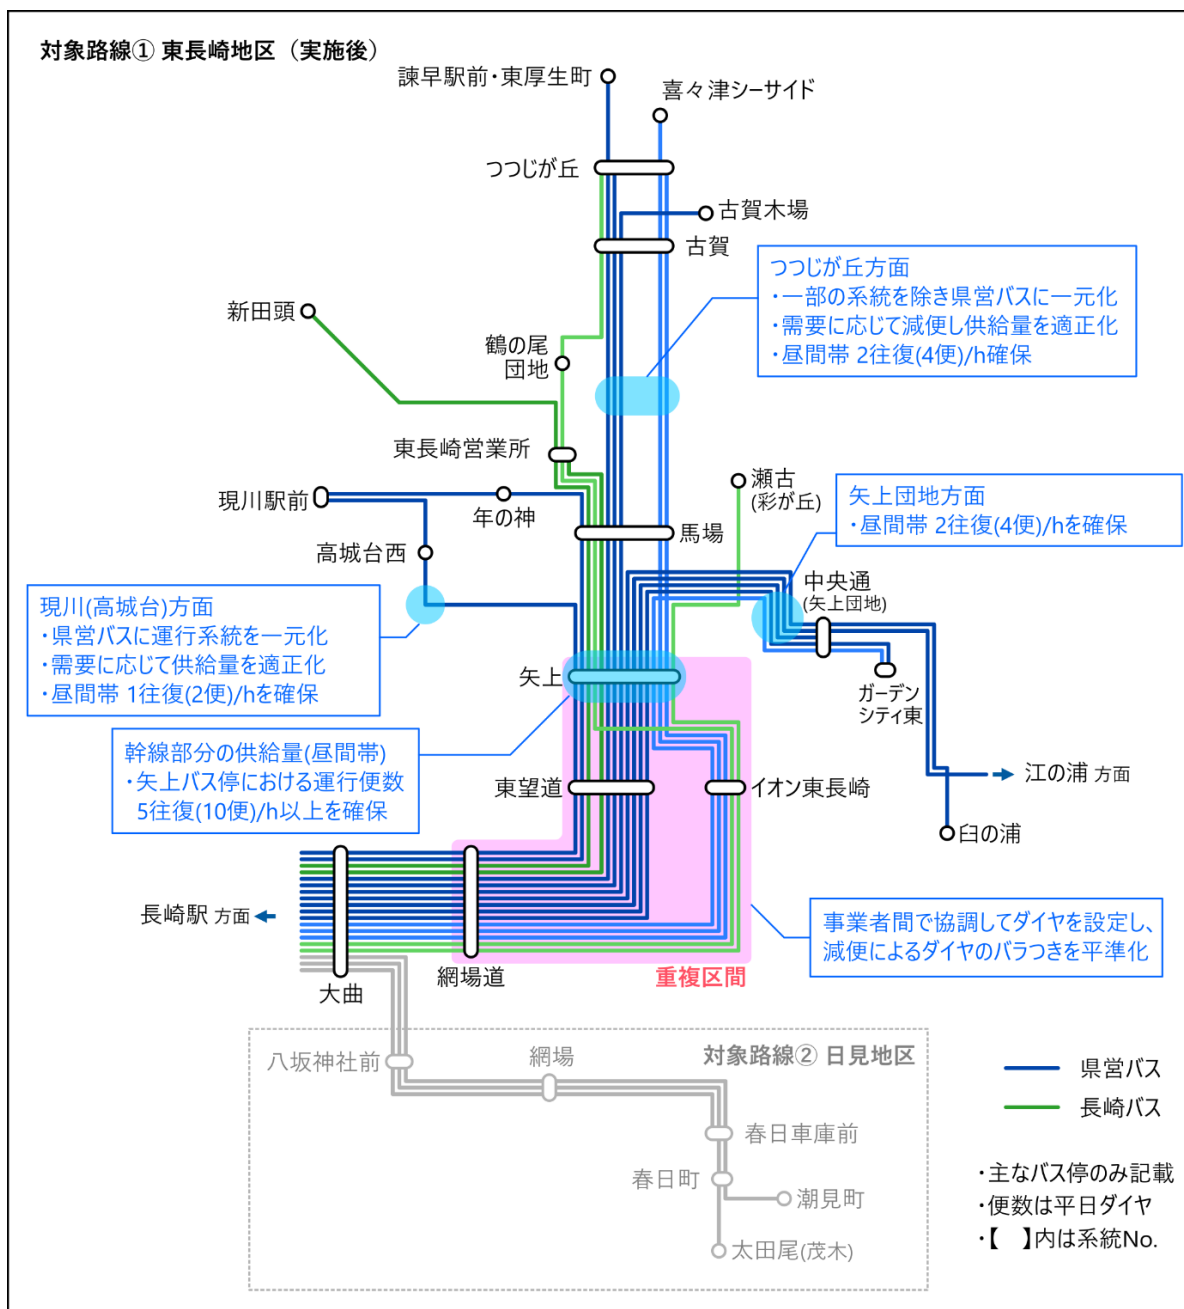 対象路線① 東長崎地区（実施後）
諫早駅前・東厚生町
喜々津シーサイド
つつじが丘
古賀木場
古賀
つつじが丘方面
・一部の系統を除き県営バスに一元化
・需要に応じて減便し供給量を適正化
・昼間帯 2往復(4便)/h確保
新田頭
鶴の尾
団地
東長崎営業所
現川駅前
年の神
馬場
瀬古
(彩が丘)
矢上団地方面
・昼間帯 2往復(4便)/hを確保
高城台西
中央通
(矢上団地)
現川(高城台)方面
・県営バスに運行系統を一元化
・需要に応じて供給量を適正化
・昼間帯 1往復(2便)/hを確保
矢上
ガーデン
シティ東
幹線部分の供給量(昼間帯)
・矢上バス停における運行便数
5往復(10便)/h以上を確保
東望道
イオン東長崎
江の浦 方面
臼の浦
長崎駅 方面
事業者間で協調してダイヤを設定し、
減便によるダイヤのバラつきを平準化
大曲
網場道
重複区間
対象路線② 日見地区
八坂神社前
網場
春日車庫前
春日町
潮見町
太田尾(茂木)
県営バス
長崎バス
・主なバス停のみ記載
・便数は平日ダイヤ
・【　】内は系統No.